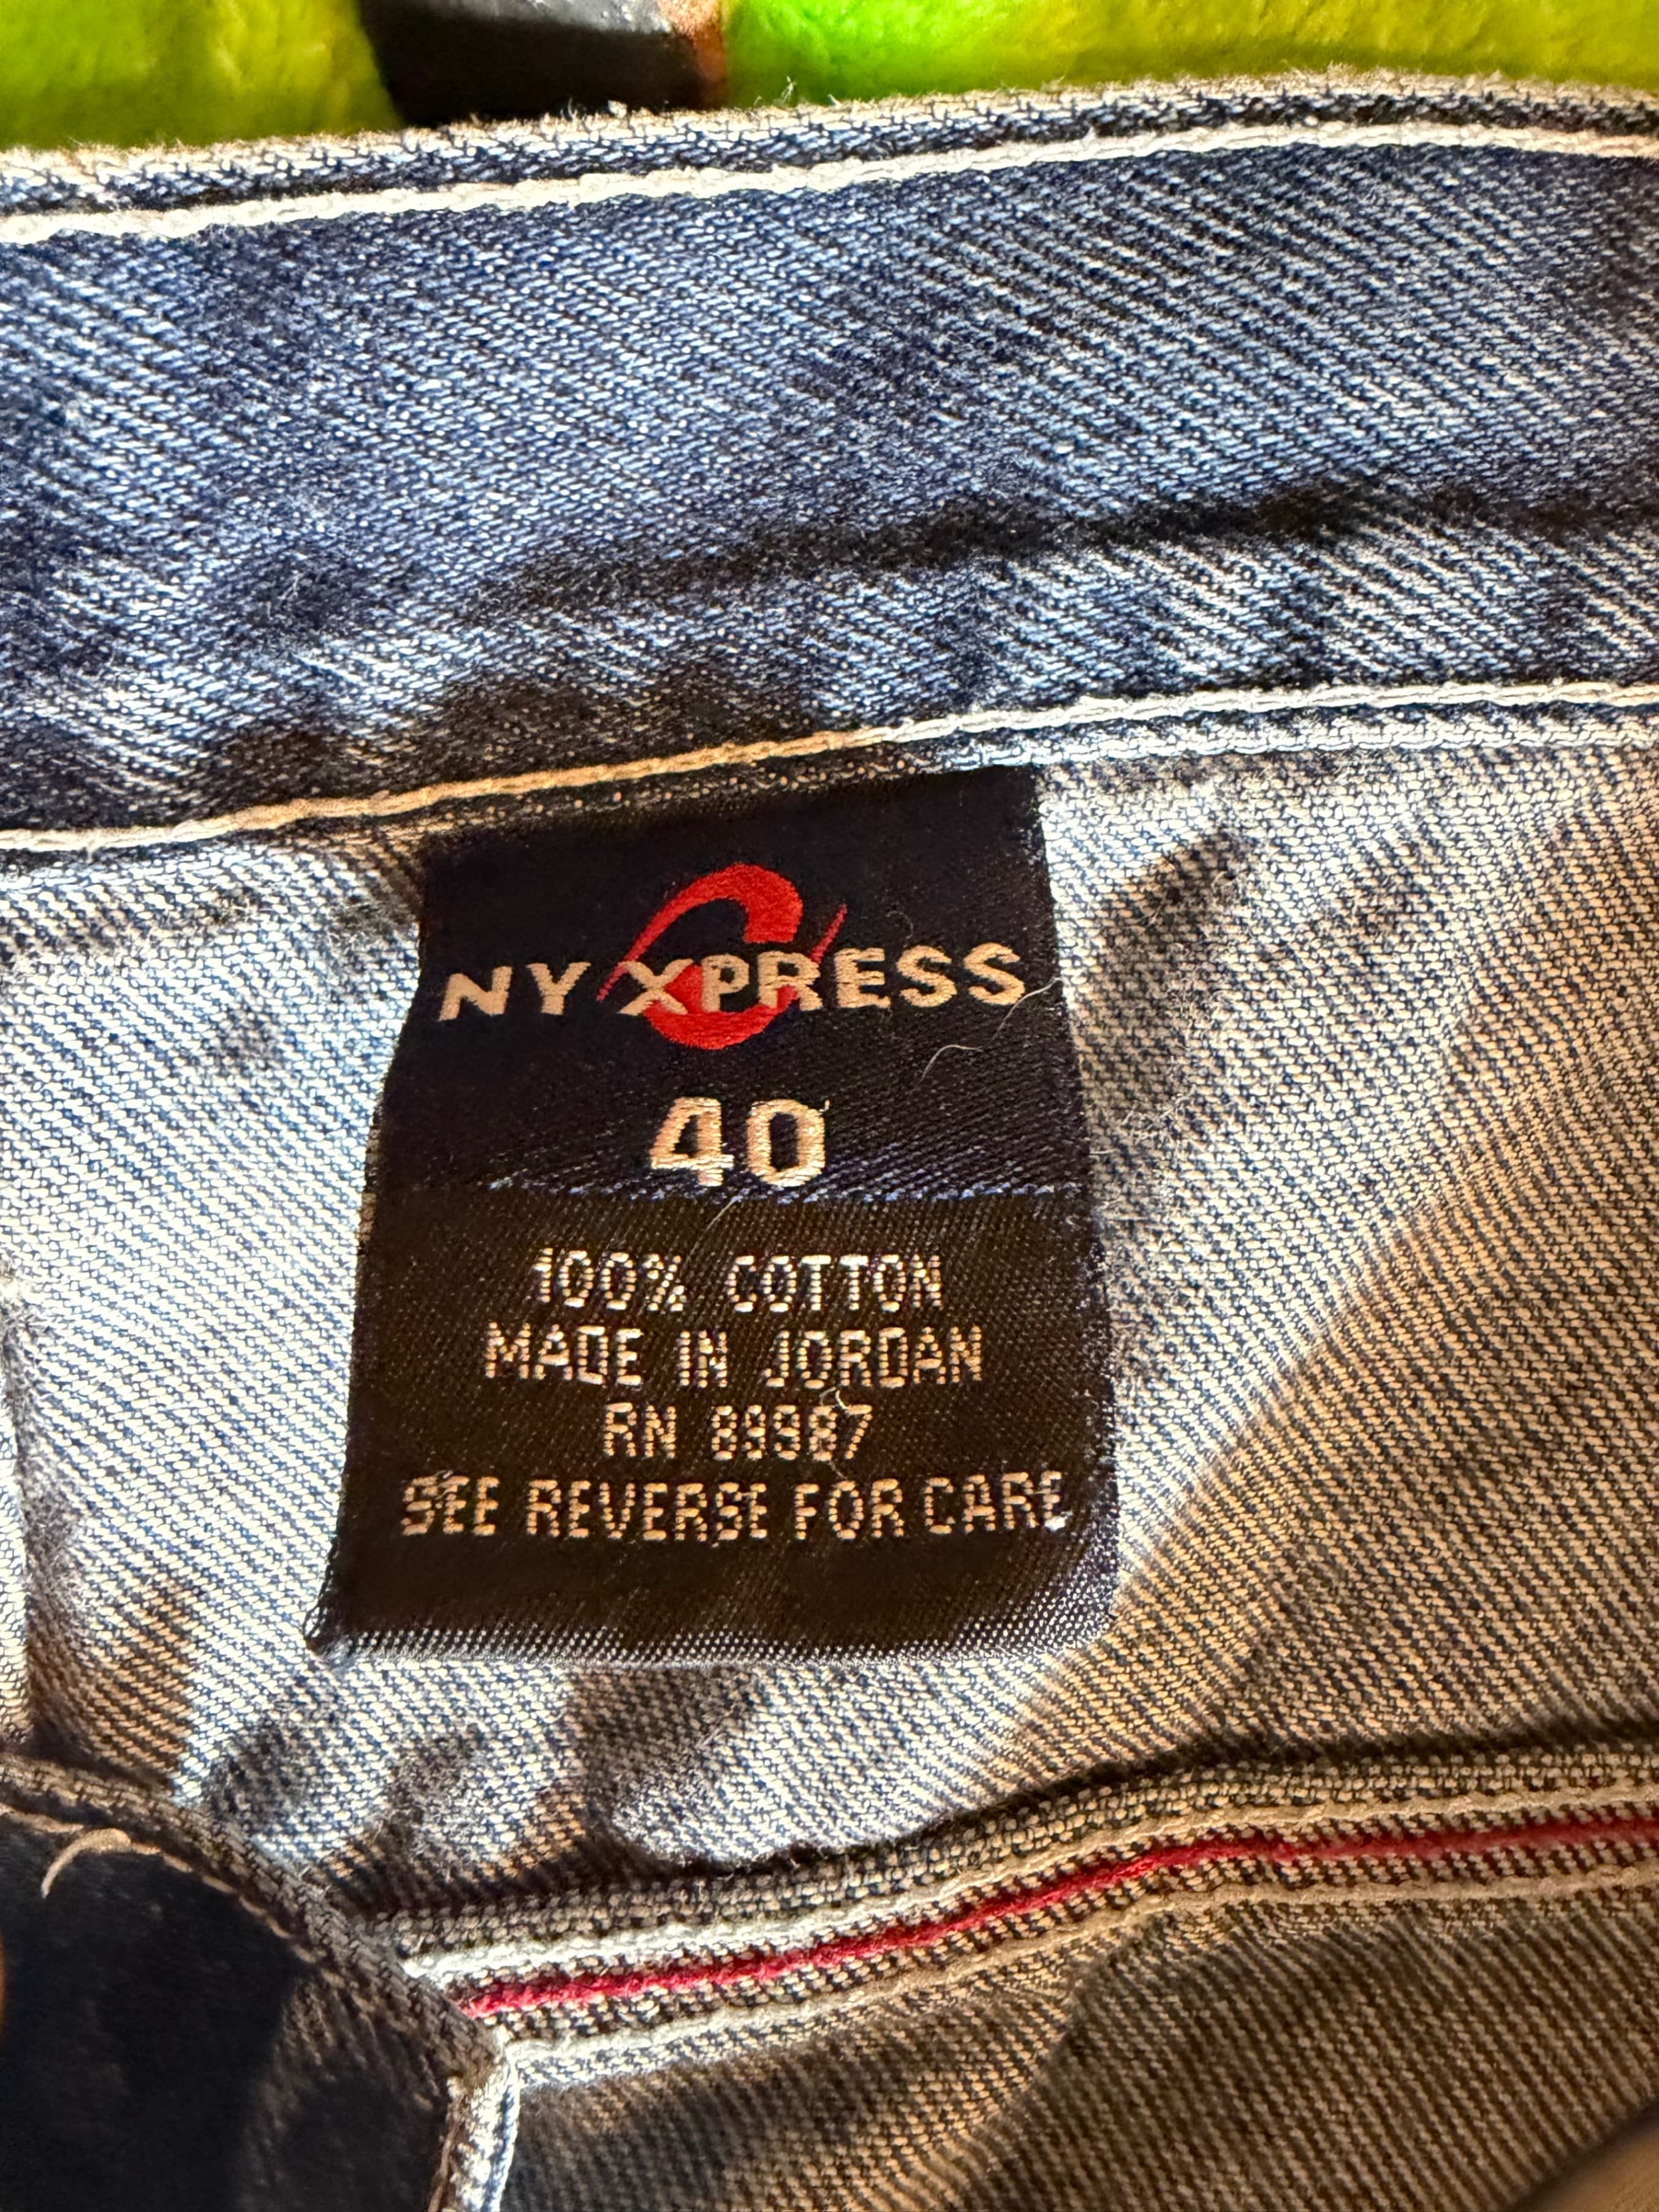 NY XPRESS
40
100% COTTON
MADE IN JORDAN
RN 89987
SEE REVERSE FOR CARE